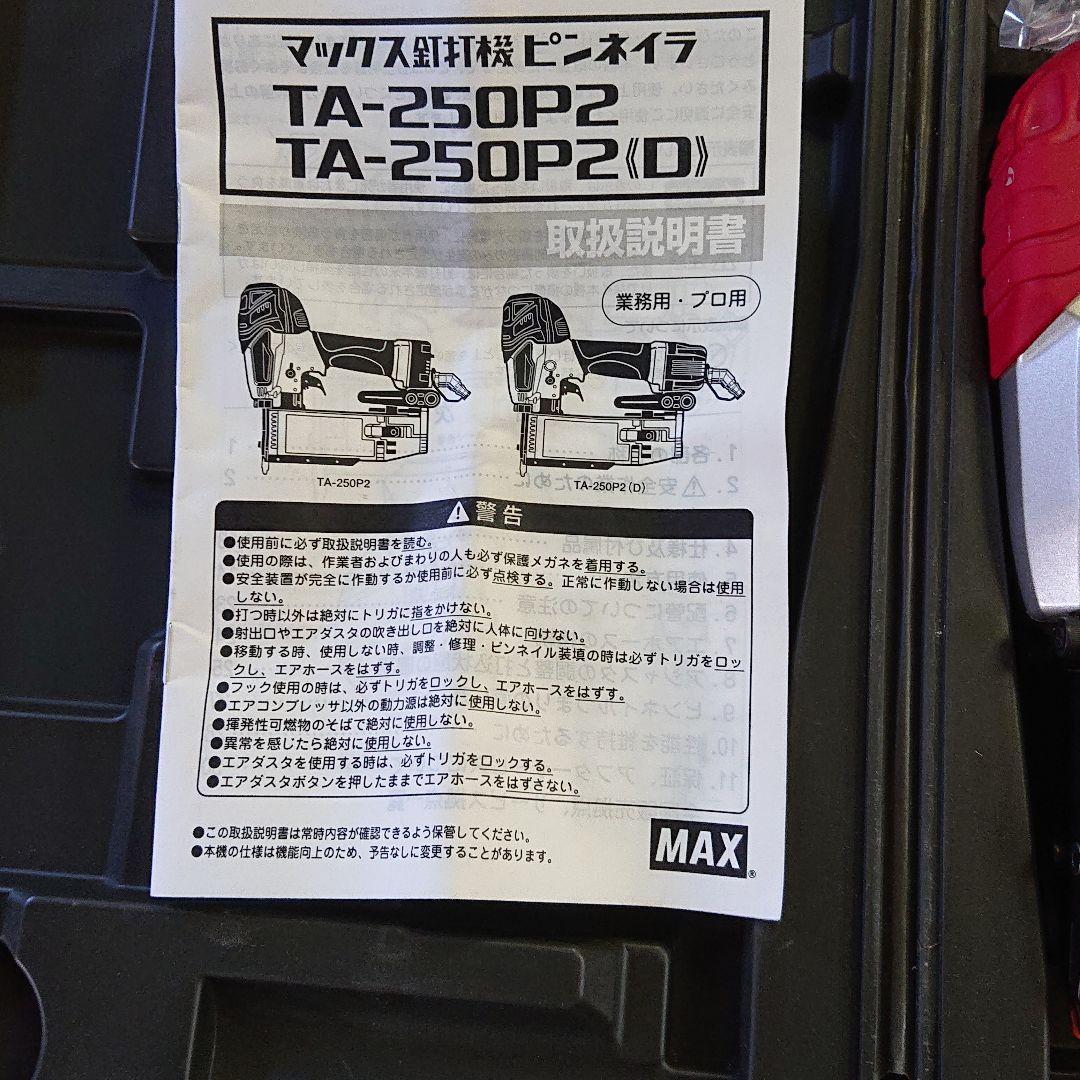 マックス釘打機 ピンネイラ
TA-250P2
TA-250P2《D》
取扱説明書
業務用・プロ用
TA-250P2
TA-250P2 (D)
⚠警告
●使用前に必ず取扱説明書を読む。
●使用の際は、作業者およびまわりの人も必ず保護メガネを着用する。
●安全装置が完全に作動するか使用前に必ず点検する。正常に作動しない場合は使用
しない。
●打つ時以外は絶対にトリガに指をかけない。
●射出口やエアダスタの吹き出し口を絶対に人体に向けない。
●移動する時、使用しない時、調整・修理・ピンネイル装填の時は必ずトリガをロッ
クし、エアホースをはずす。
●フック使用の時は、必ずトリガをロックし、エアホースをはずす。
●エアコンプレッサ以外の動力源は絶対に使用しない。
●揮発性可燃物のそばで絶対に使用しない。
●異常を感じたら絶対に使用しない。
●エアダスタを使用する時は、必ずトリガをロックする。
●エアダスタボタンを押したままでエアホースをはずさない。
●この取扱説明書は常時内容が確認できるよう保管してください。
●本機の仕様は機能向上のため、予告なしに変更することがあります。
MAX®